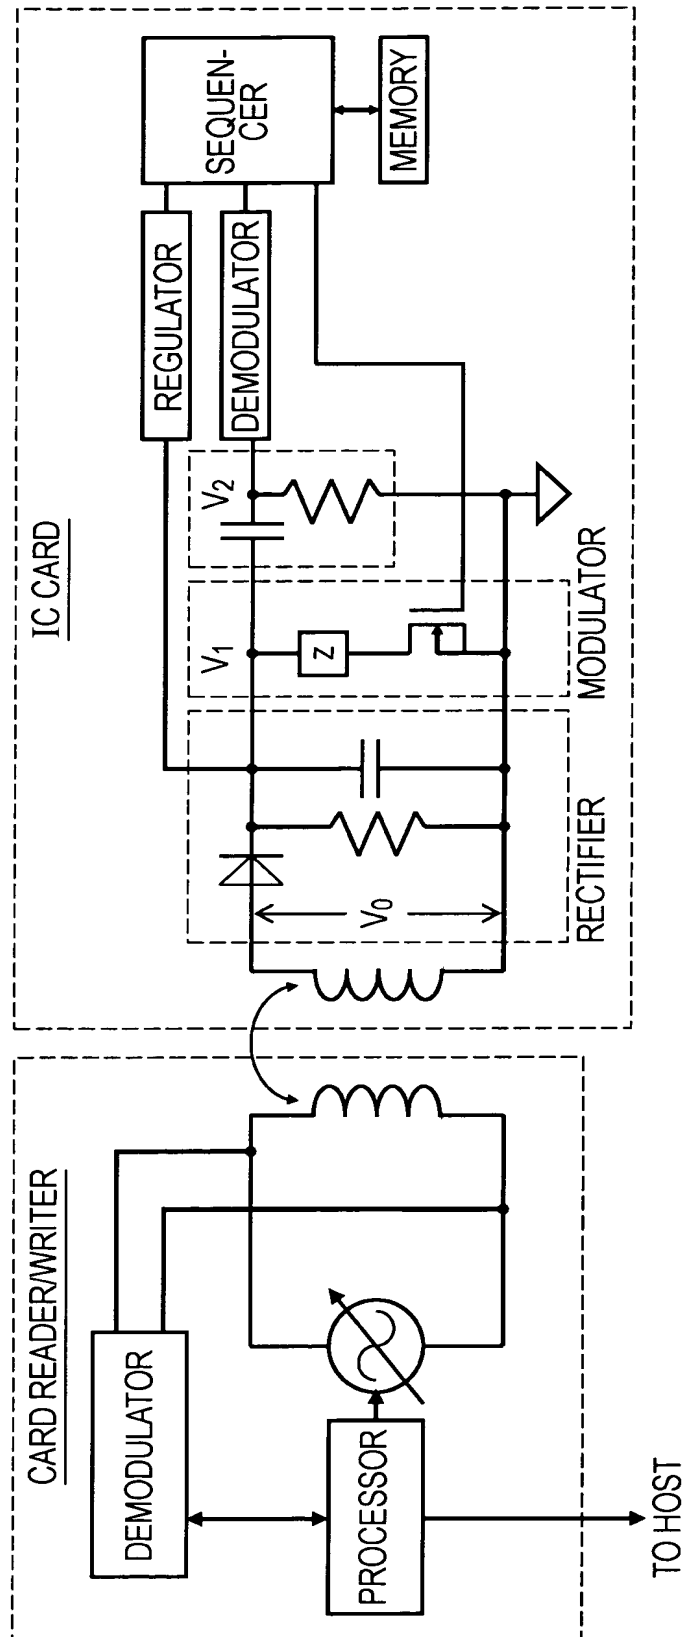 CARD READER/WRITER
DEMODULATOR
PROCESSOR
TO HOST
IC CARD
V0
RECTIFIER
V1
Z
MODULATOR
V2
REGULATOR
DEMODULATOR
SEQUEN-
CER
MEMORY